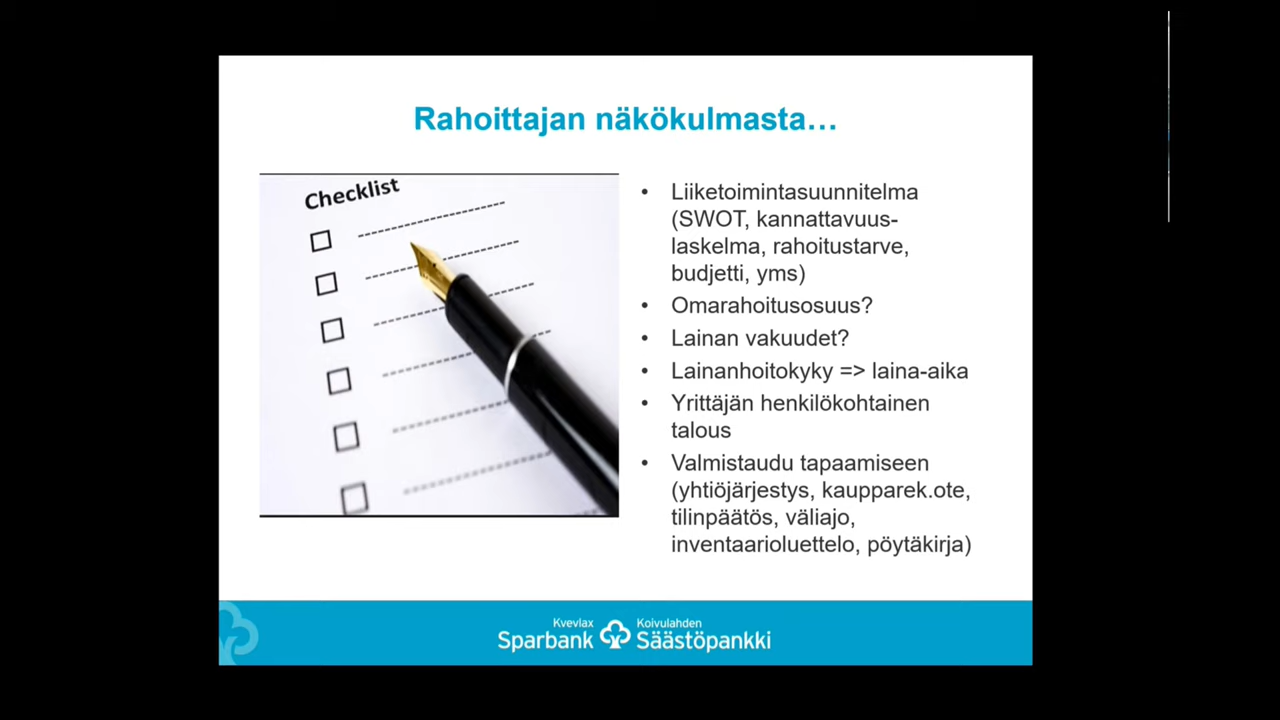 Rahoittajan näkökulmasta…
Checklist
• Liiketoimintasuunnitelma
(SWOT, kannattavuus-
laskelma, rahoitustarve,
budjetti, yms)
• Omarahoitusosuus?
• Lainan vakuudet?
• Lainanhoitokyky => laina-aika
• Yrittäjän henkilökohtainen
talous
• Valmistaudu tapaamiseen
(yhtiöjärjestys, kaupparek.ote,
tilinpäätös, väliajo,
inventaarioluettelo, pöytäkirja)
Kvevlax
Sparbank
Koivulahden
Säästöpankki